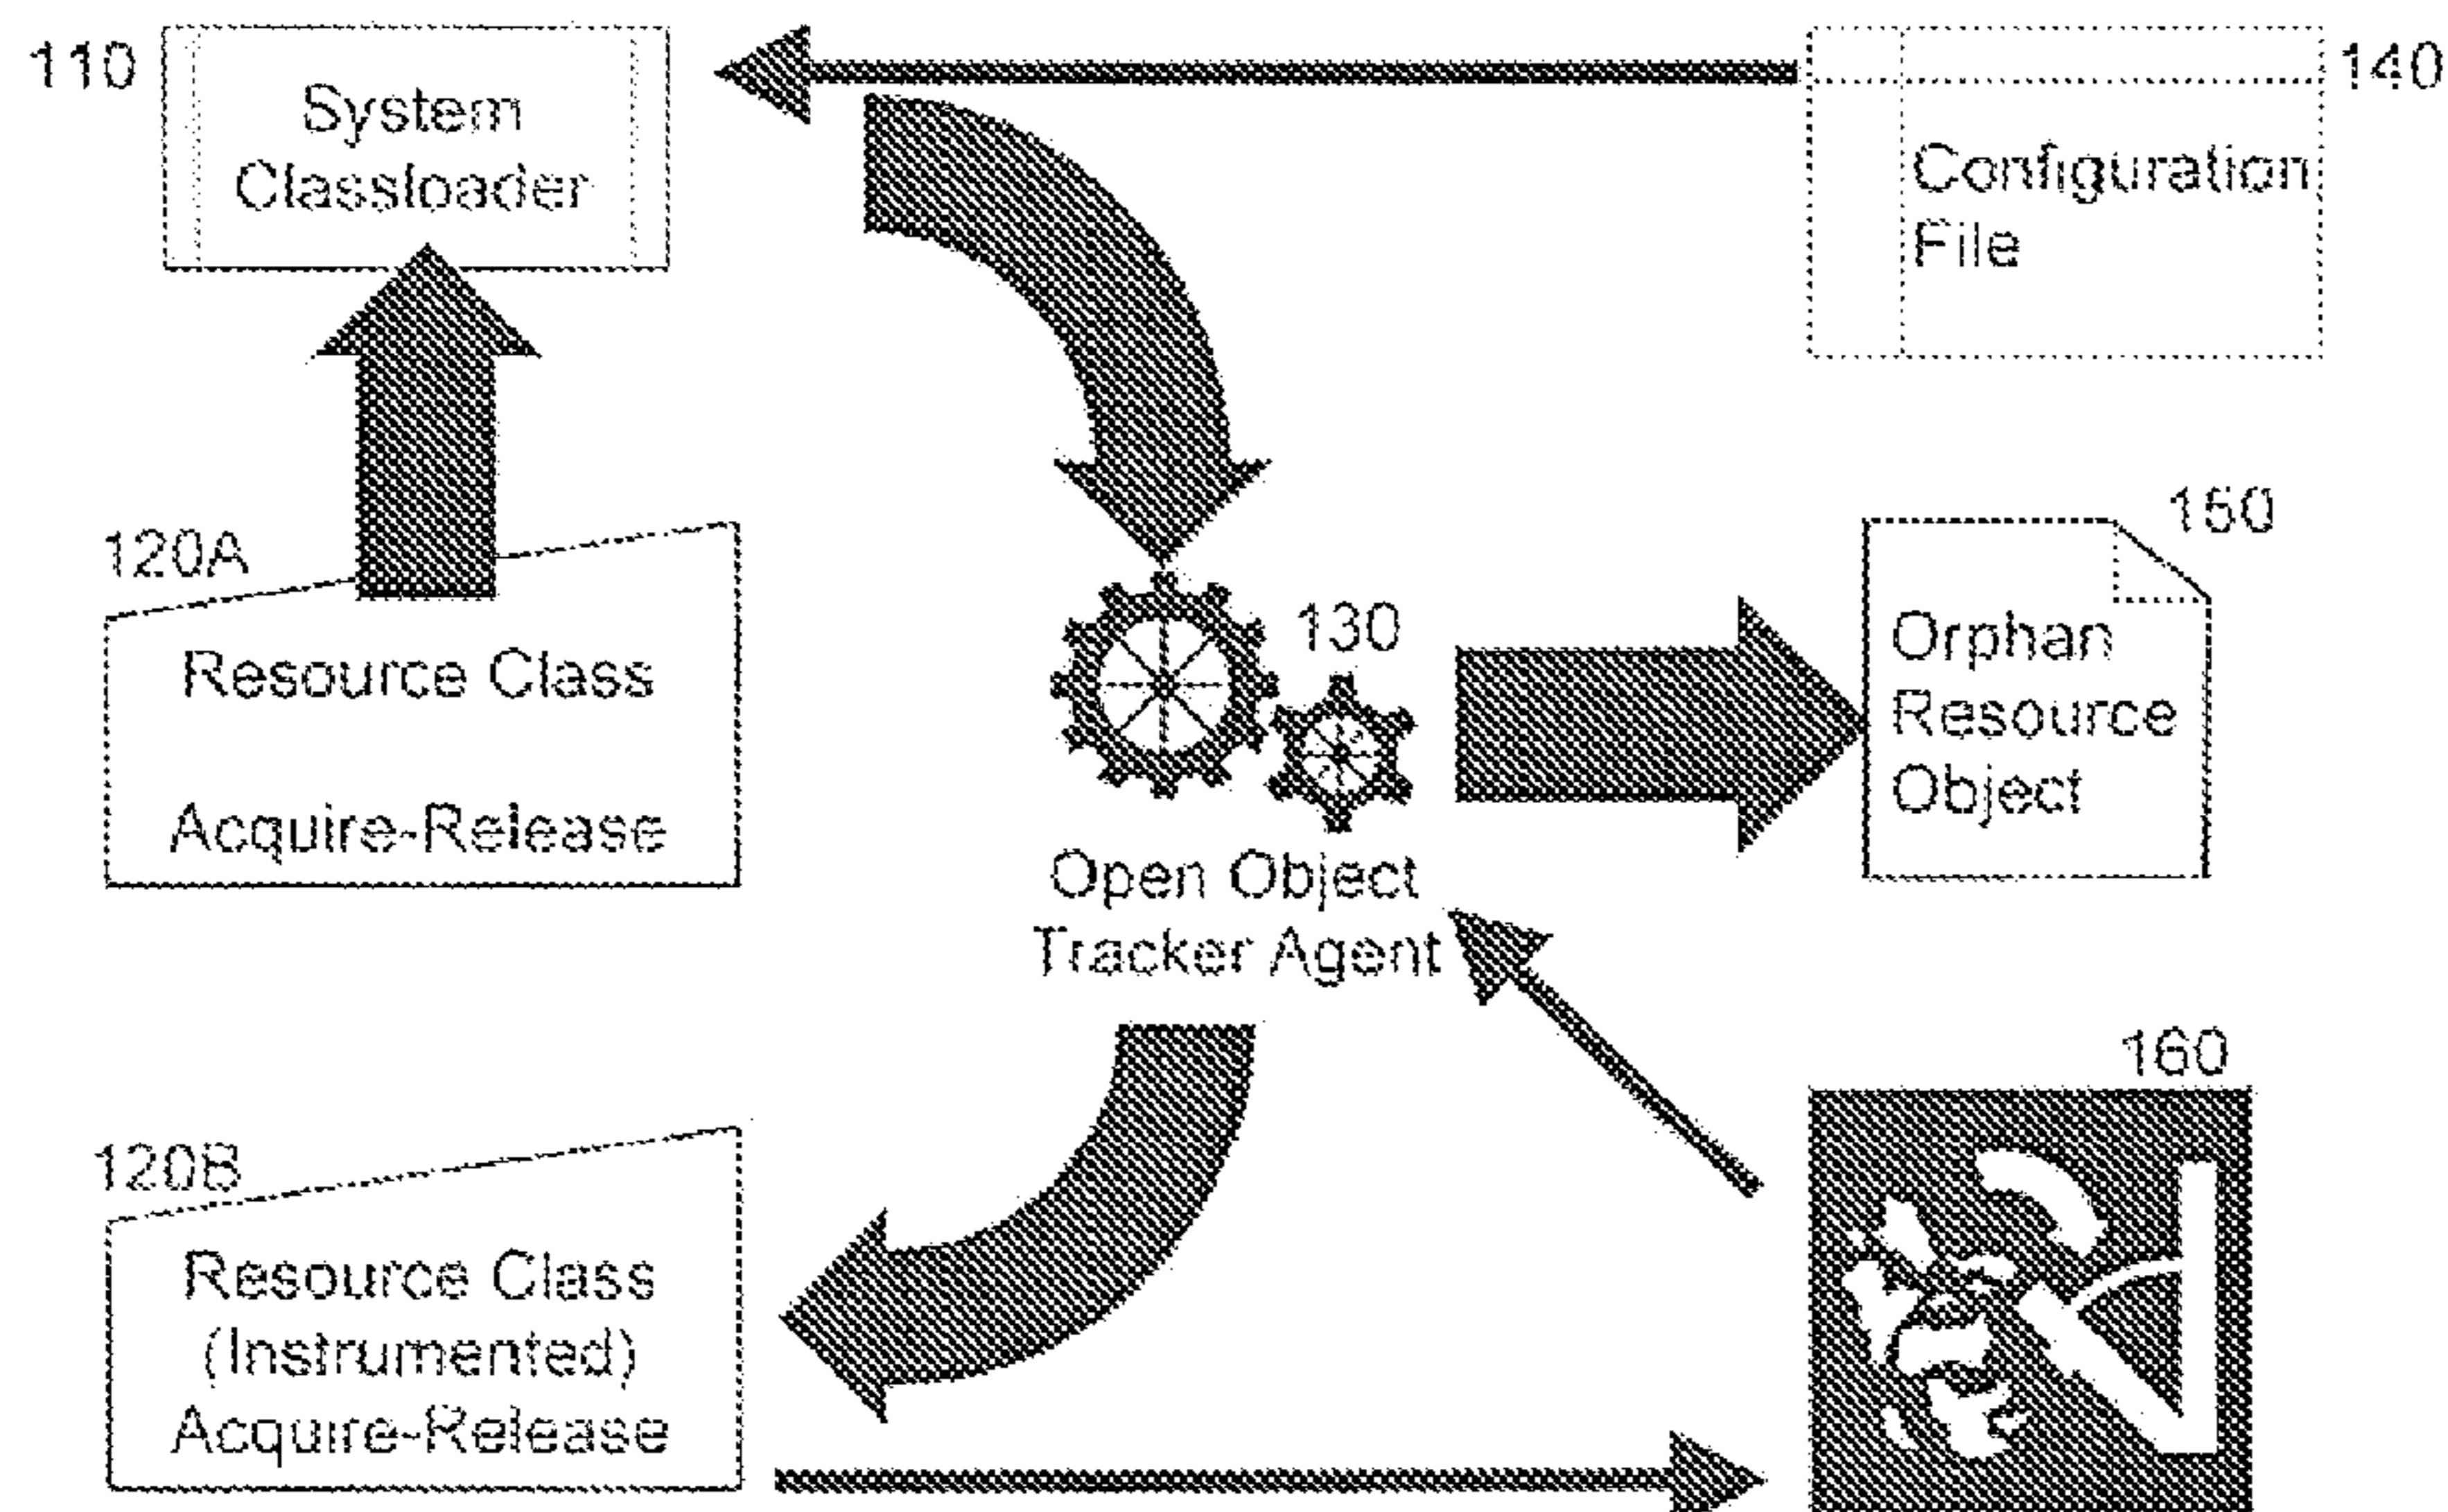 110
System
Classloader
140
Configuration
File
120A
Resource Class
Acquire-Release
130
Open Object
Tracker Agent
150
Orphan
Resource
Object
120B
Resource Class
(Instrumented)
Acquire-Release
160